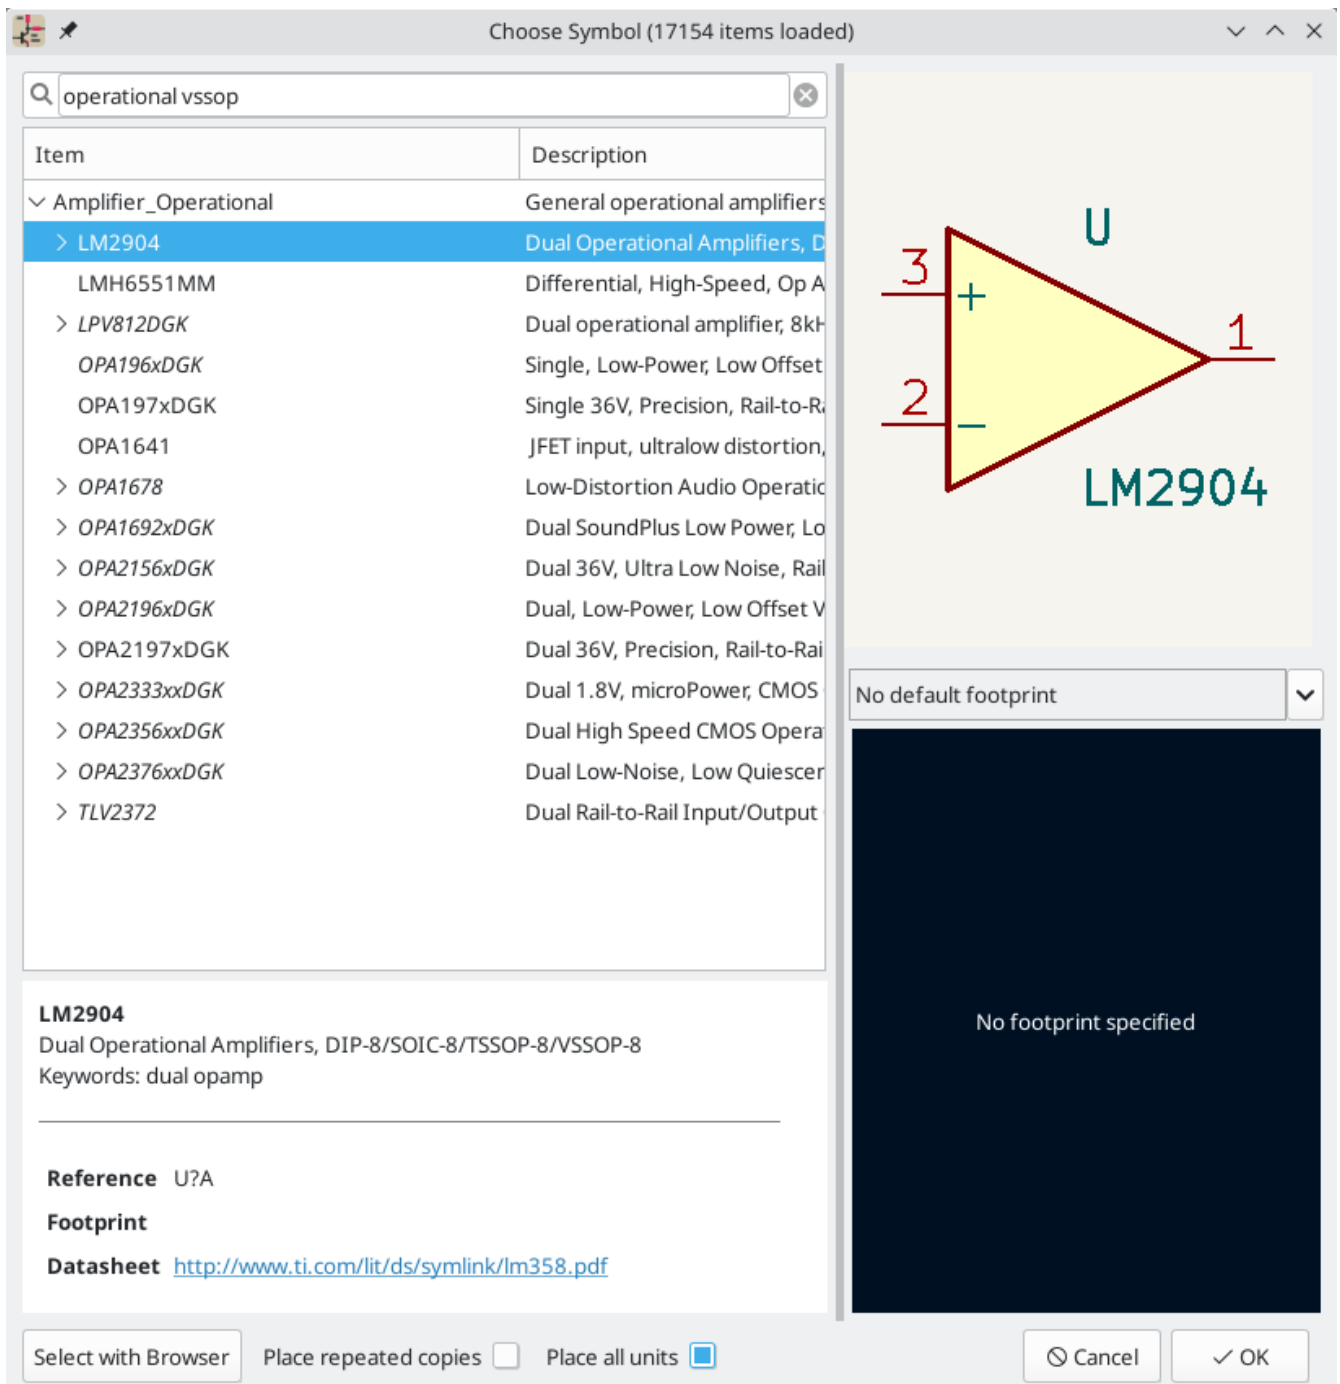 Choose Symbol (17154 items loaded)
operational vssop
Item Description
Amplifier_Operational General operational amplifiers
LM2904 Dual Operational Amplifiers, D
LMH6551MM Differential, High-Speed, Op A
LPV812DGK Dual operational amplifier, 8kH
OPA196xDGK Single, Low-Power, Low Offset
OPA197xDGK Single 36V, Precision, Rail-to-Ra
OPA1641 JFET input, ultralow distortion,
OPA1678 Low-Distortion Audio Operatio
OPA1692xDGK Dual SoundPlus Low Power, Lo
OPA2156xDGK Dual 36V, Ultra Low Noise, Rail
OPA2196xDGK Dual, Low-Power, Low Offset V
OPA2197xDGK Dual 36V, Precision, Rail-to-Rai
OPA2333xxDGK Dual 1.8V, microPower, CMOS
OPA2356xxDGK Dual High Speed CMOS Opera
OPA2376xxDGK Dual Low-Noise, Low Quiescen
TLV2372 Dual Rail-to-Rail Input/Output
U
3
+
1
2
−
LM2904
No default footprint
No footprint specified
LM2904
Dual Operational Amplifiers, DIP-8/SOIC-8/TSSOP-8/VSSOP-8
Keywords: dual opamp
Reference U?A
Footprint
Datasheet http://www.ti.com/lit/ds/symlink/lm358.pdf
Select with Browser Place repeated copies Place all units Cancel OK